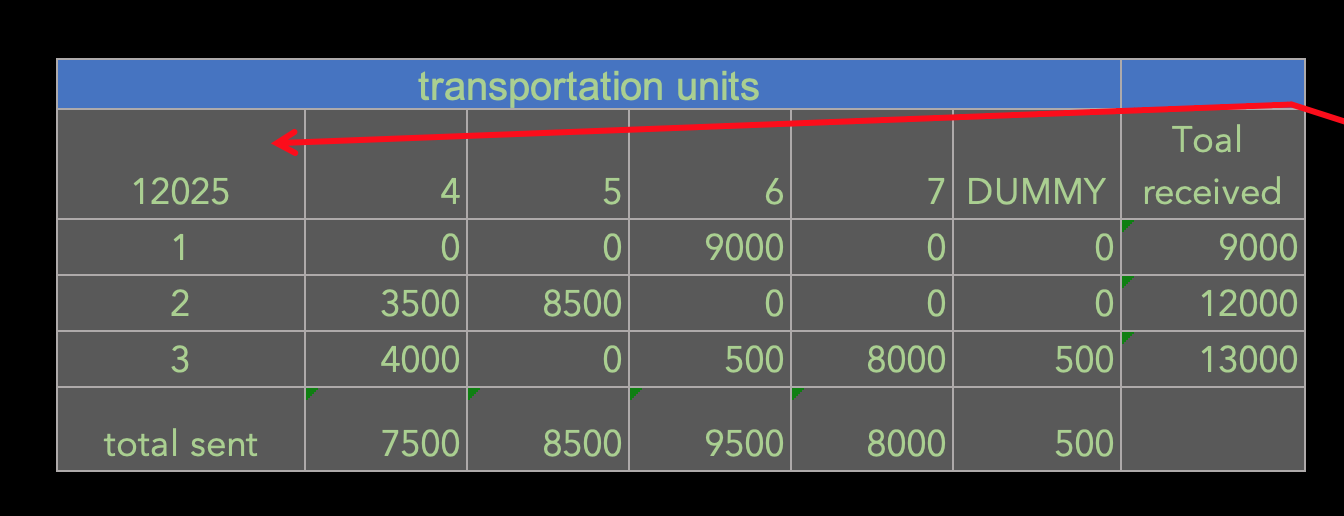 transportation units
Toal
12025 4 5 6 7 DUMMY received
1 0 0 9000 0 0 9000
2 3500 8500 0 0 0 12000
3 4000 0 500 8000 500 13000
total sent 7500 8500 9500 8000 500